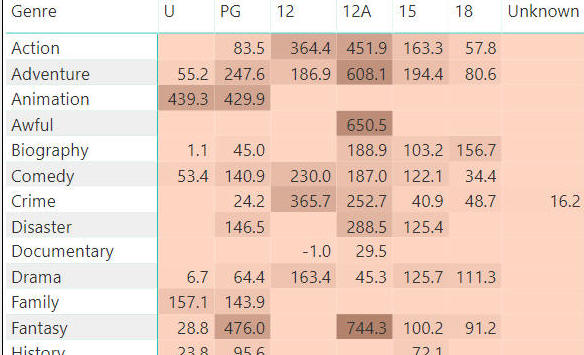 Genre U PG 12 12A 15 18 Unknown
Action 83.5 364.4 451.9 163.3 57.8
Adventure 55.2 247.6 186.9 608.1 194.4 80.6
Animation 439.3 429.9
Awful 650.5
Biography 1.1 45.0 188.9 103.2 156.7
Comedy 53.4 140.9 230.0 187.0 122.1 34.4
Crime 24.2 365.7 252.7 40.9 48.7 16.2
Disaster 146.5 288.5 125.4
Documentary -1.0 29.5
Drama 6.7 64.4 163.4 45.3 125.7 111.3
Family 157.1 143.9
Fantasy 28.8 476.0 744.3 100.2 91.2
History 23.8 95.6 72.1